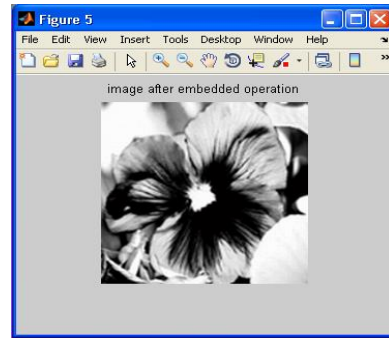 Figure 5
File Edit View Insert Tools Desktop Window Help
image after embedded operation